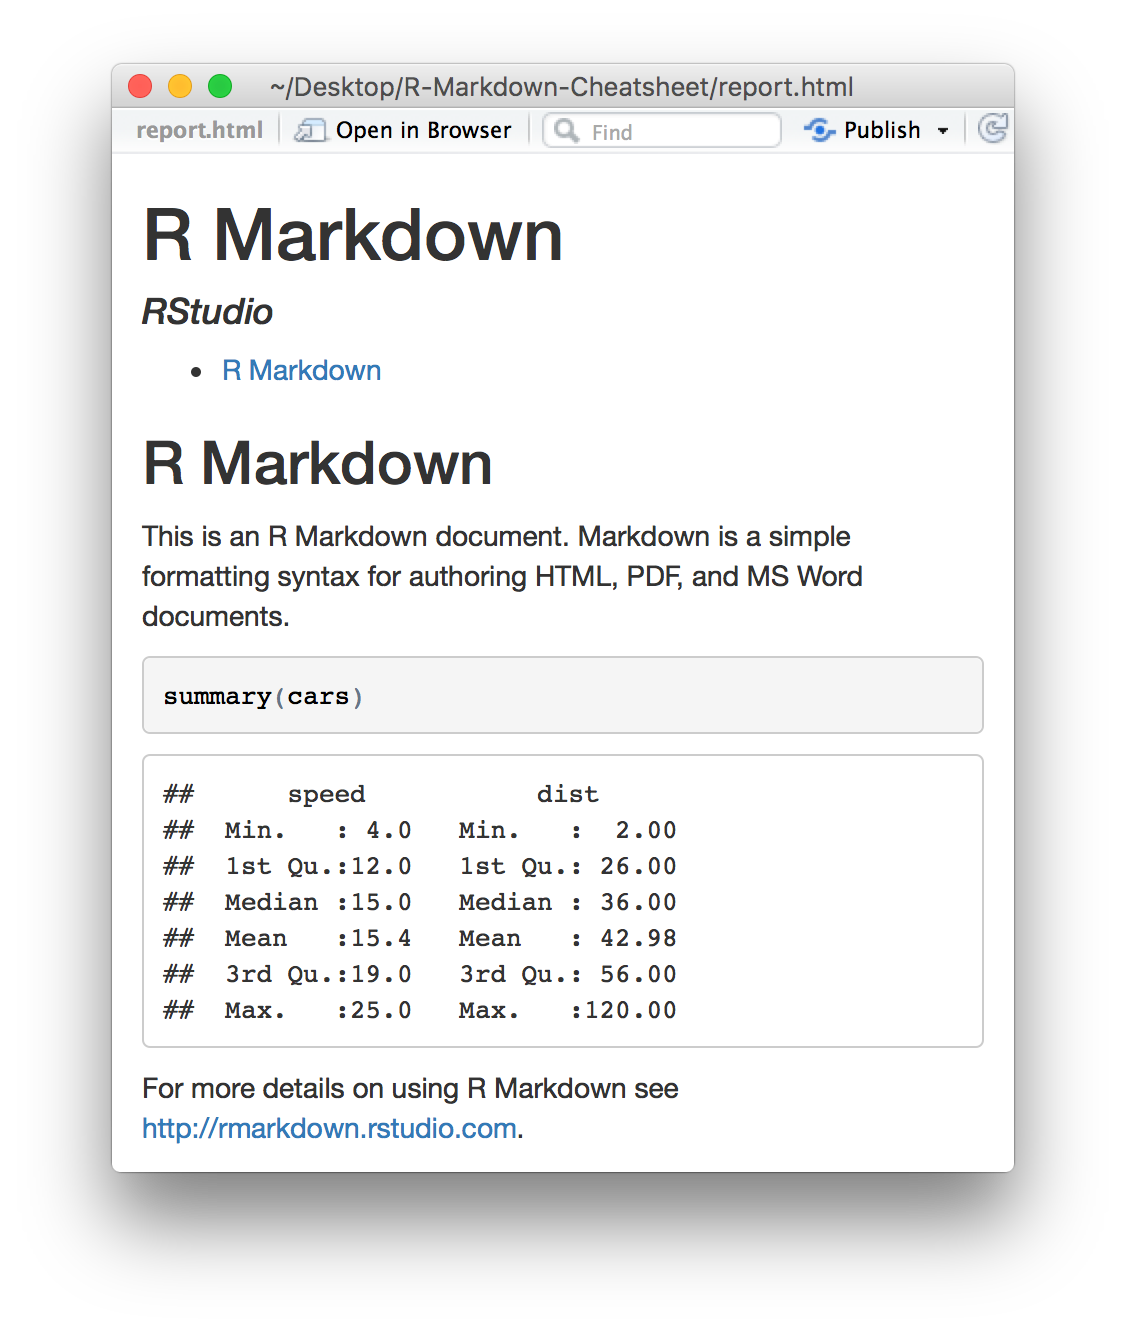 ~/Desktop/R-Markdown-Cheatsheet/report.html
report.html Open in Browser Find Publish
R Markdown
RStudio
• R Markdown
R Markdown
This is an R Markdown document. Markdown is a simple
formatting syntax for authoring HTML, PDF, and MS Word
documents.
summary(cars)
##      speed           dist
##  Min.   : 4.0   Min.   :  2.00
##  1st Qu.:12.0   1st Qu.: 26.00
##  Median :15.0   Median : 36.00
##  Mean   :15.4   Mean   : 42.98
##  3rd Qu.:19.0   3rd Qu.: 56.00
##  Max.   :25.0   Max.   :120.00
For more details on using R Markdown see
http://rmarkdown.rstudio.com.